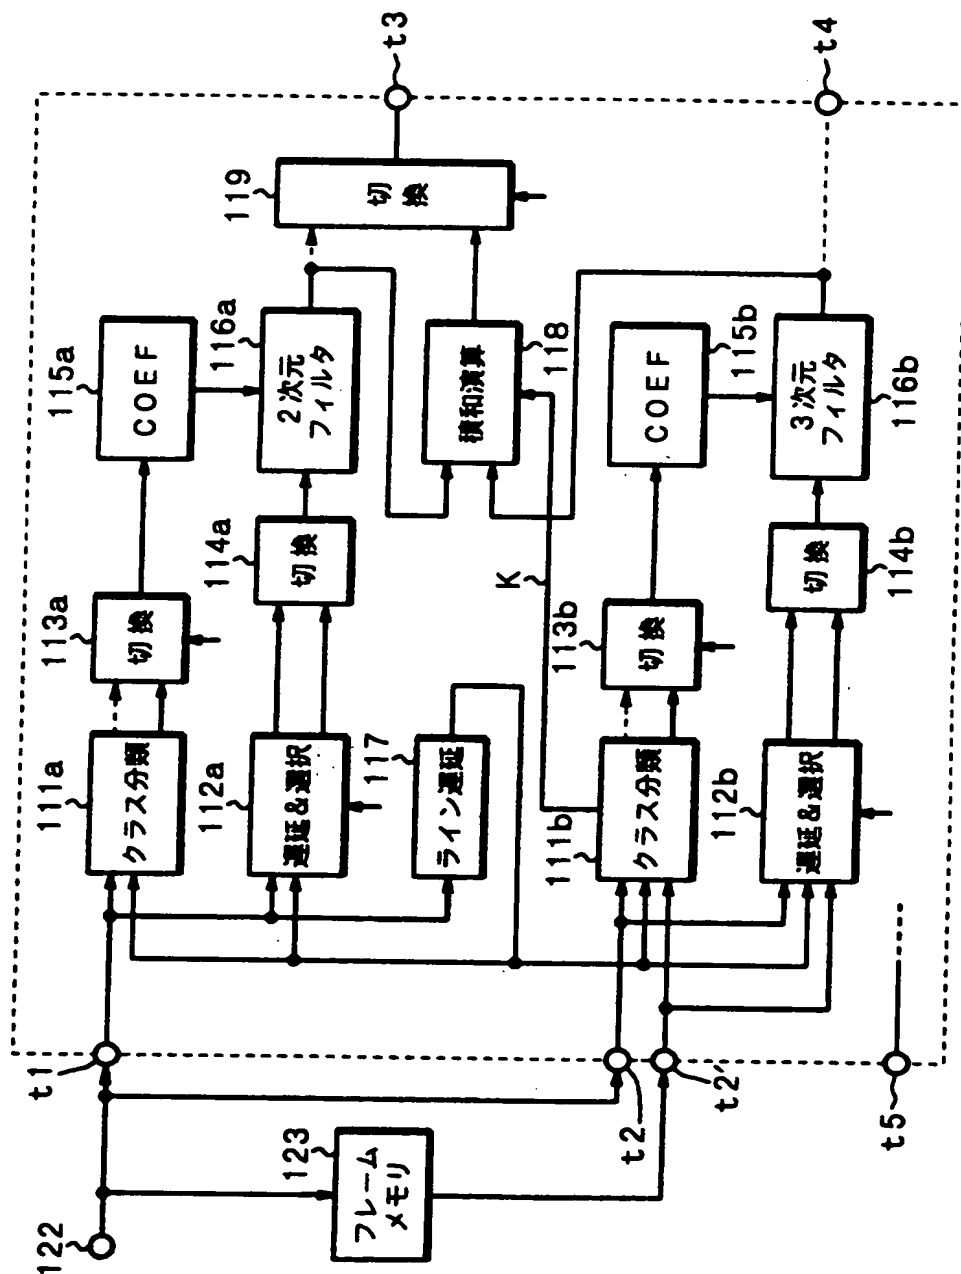 122
123
フレーム
メモリ
t1
t2
t2'
t5
111a
クラス分類
112a
遅延&選択
117
ライン遅延
111b
クラス分類
112b
遅延&選択
113a
切換
114a
切換
K
113b
切換
114b
切換
115a
COEF
116a
2次元
フィルタ
118
積和演算
115b
COEF
116b
3次元
フィルタ
119
切換
t3
t4